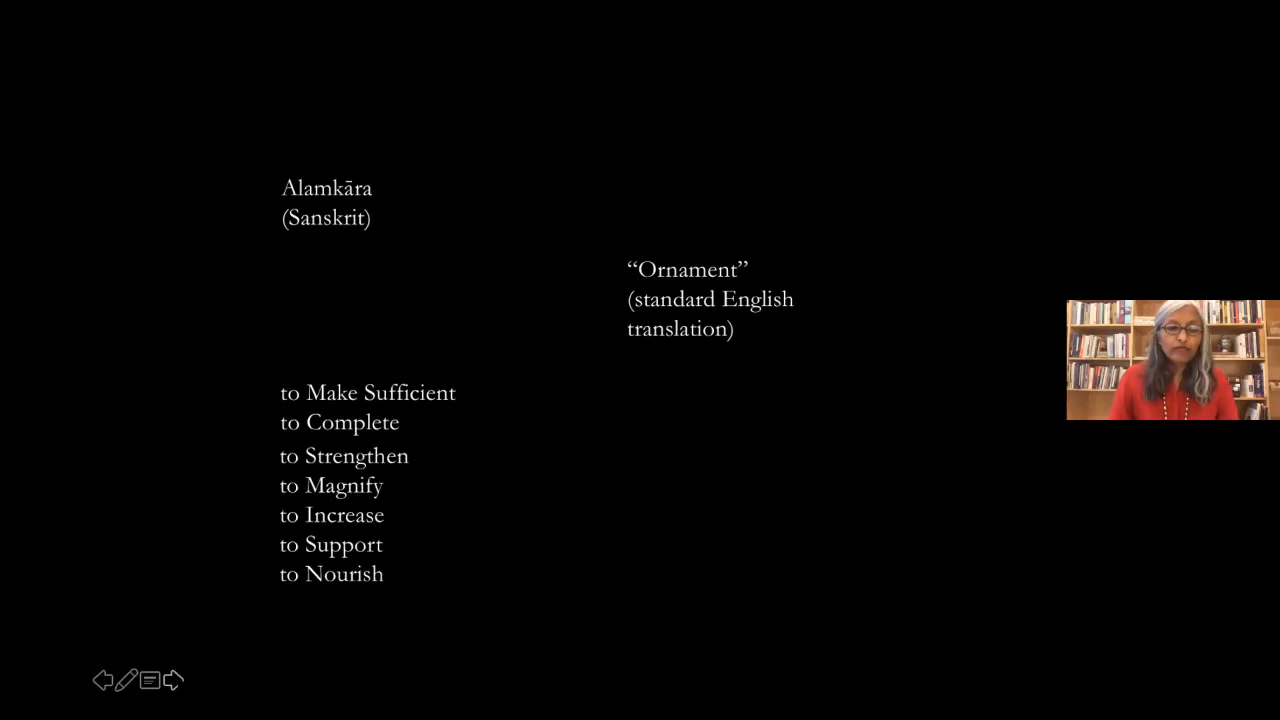 Alamkāra
(Sanskrit)
“Ornament”
(standard English
translation)
to Make Sufficient
to Complete
to Strengthen
to Magnify
to Increase
to Support
to Nourish